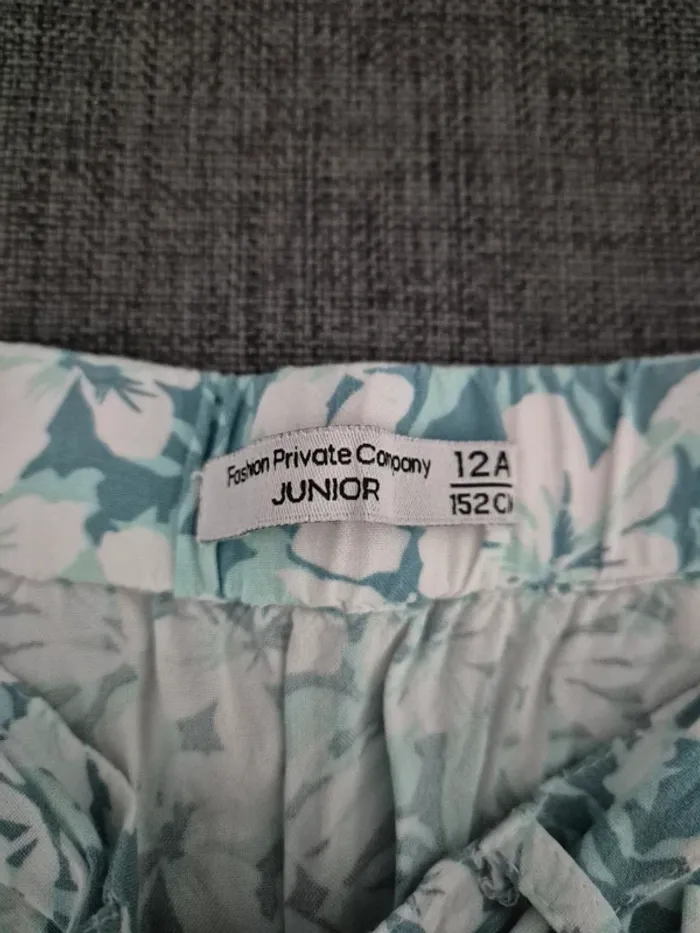 Fashion Private Company
JUNIOR
12A
152 C